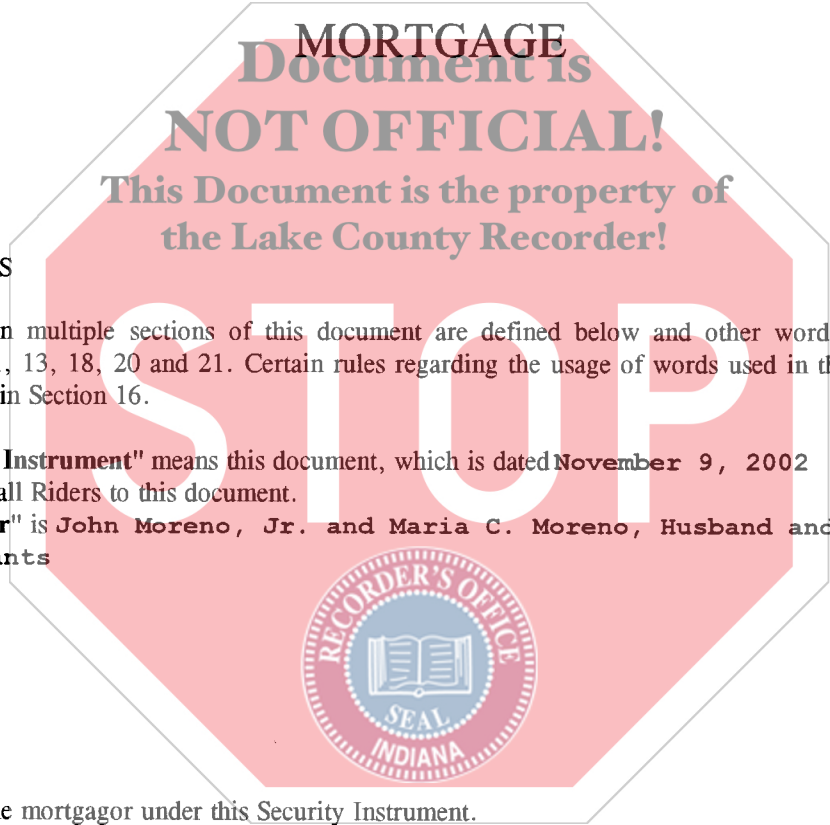 MORTGAGE
Document is
NOT OFFICIAL!
This Document is the property of
the Lake County Recorder!
S
n multiple sections of this document are defined below and other word
, 13, 18, 20 and 21. Certain rules regarding the usage of words used in th
in Section 16.
Instrument" means this document, which is dated November 9, 2002
all Riders to this document.
r" is John Moreno, Jr. and Maria C. Moreno, Husband and
nts
STOP
RECORDER'S OFFICE
SEAL
INDIANA
e mortgagor under this Security Instrument.